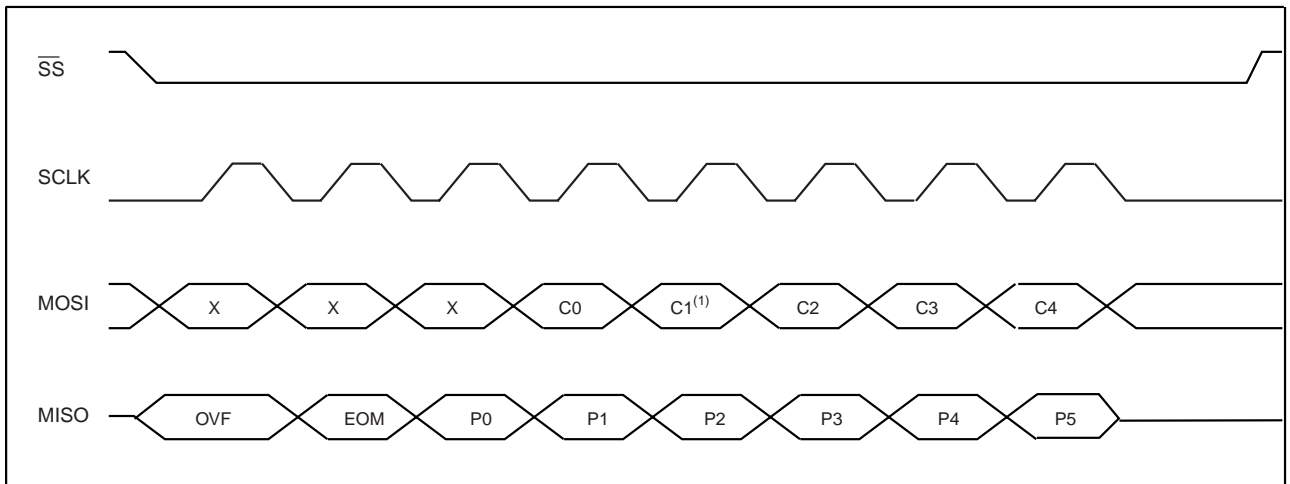 SS
SCLK
MOSI X X X C0 C1(1) C2 C3 C4
MISO OVF EOM P0 P1 P2 P3 P4 P5